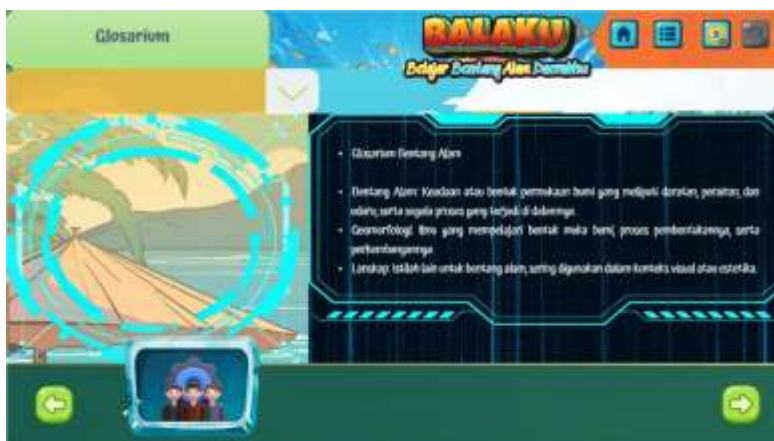 Glosarium
BALAKU
Belajar Bentang Alam
• Glosarium Bentang Alam
• Bentang Alam: Keadaan atau bentuk permukaan bumi yang meliputi daratan, perairan, dan
udara, serta segala proses yang terjadi di dalamnya.
• Geomorfologi: Ilmu yang mempelajari bentuk muka bumi, proses pembentukannya, serta
perkembangannya
• Lanskap: Istilah lain untuk bentang alam, sering digunakan dalam konteks visual atau estetika.